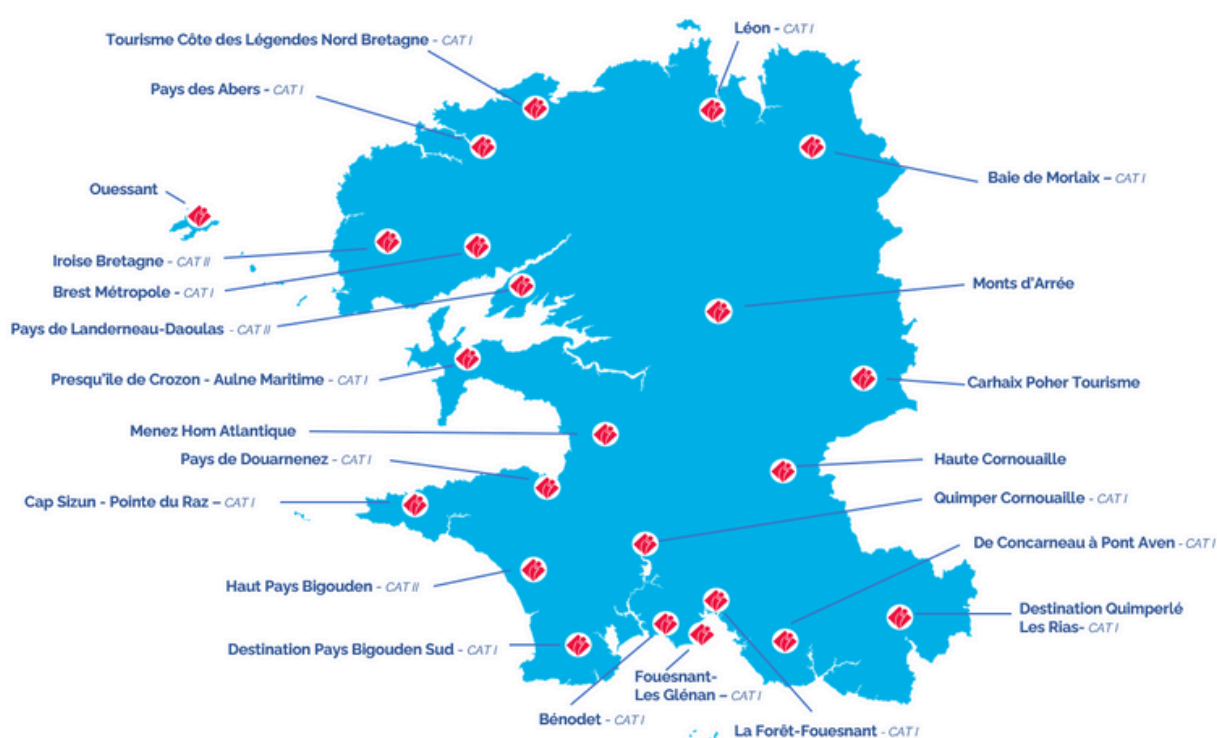 Tourisme Côte des Légendes Nord Bretagne - CAT I
Léon - CAT I
Pays des Abers - CAT I
Baie de Morlaix – CAT I
Ouessant
Iroise Bretagne - CAT II
Brest Métropole - CAT I
Monts d'Arrée
Pays de Landerneau-Daoulas - CAT II
Presqu'île de Crozon - Aulne Maritime - CAT I
Carhaix Poher Tourisme
Menez Hom Atlantique
Pays de Douarnenez - CAT I
Haute Cornouaille
Cap Sizun - Pointe du Raz – CAT I
Quimper Cornouaille - CAT I
De Concarneau à Pont Aven - CAT I
Haut Pays Bigouden - CAT II
Destination Quimperlé
Les Rias- CAT I
Destination Pays Bigouden Sud - CAT I
Fouesnant-
Les Glénan – CAT I
Bénodet - CAT I
La Forêt-Fouesnant - CAT I